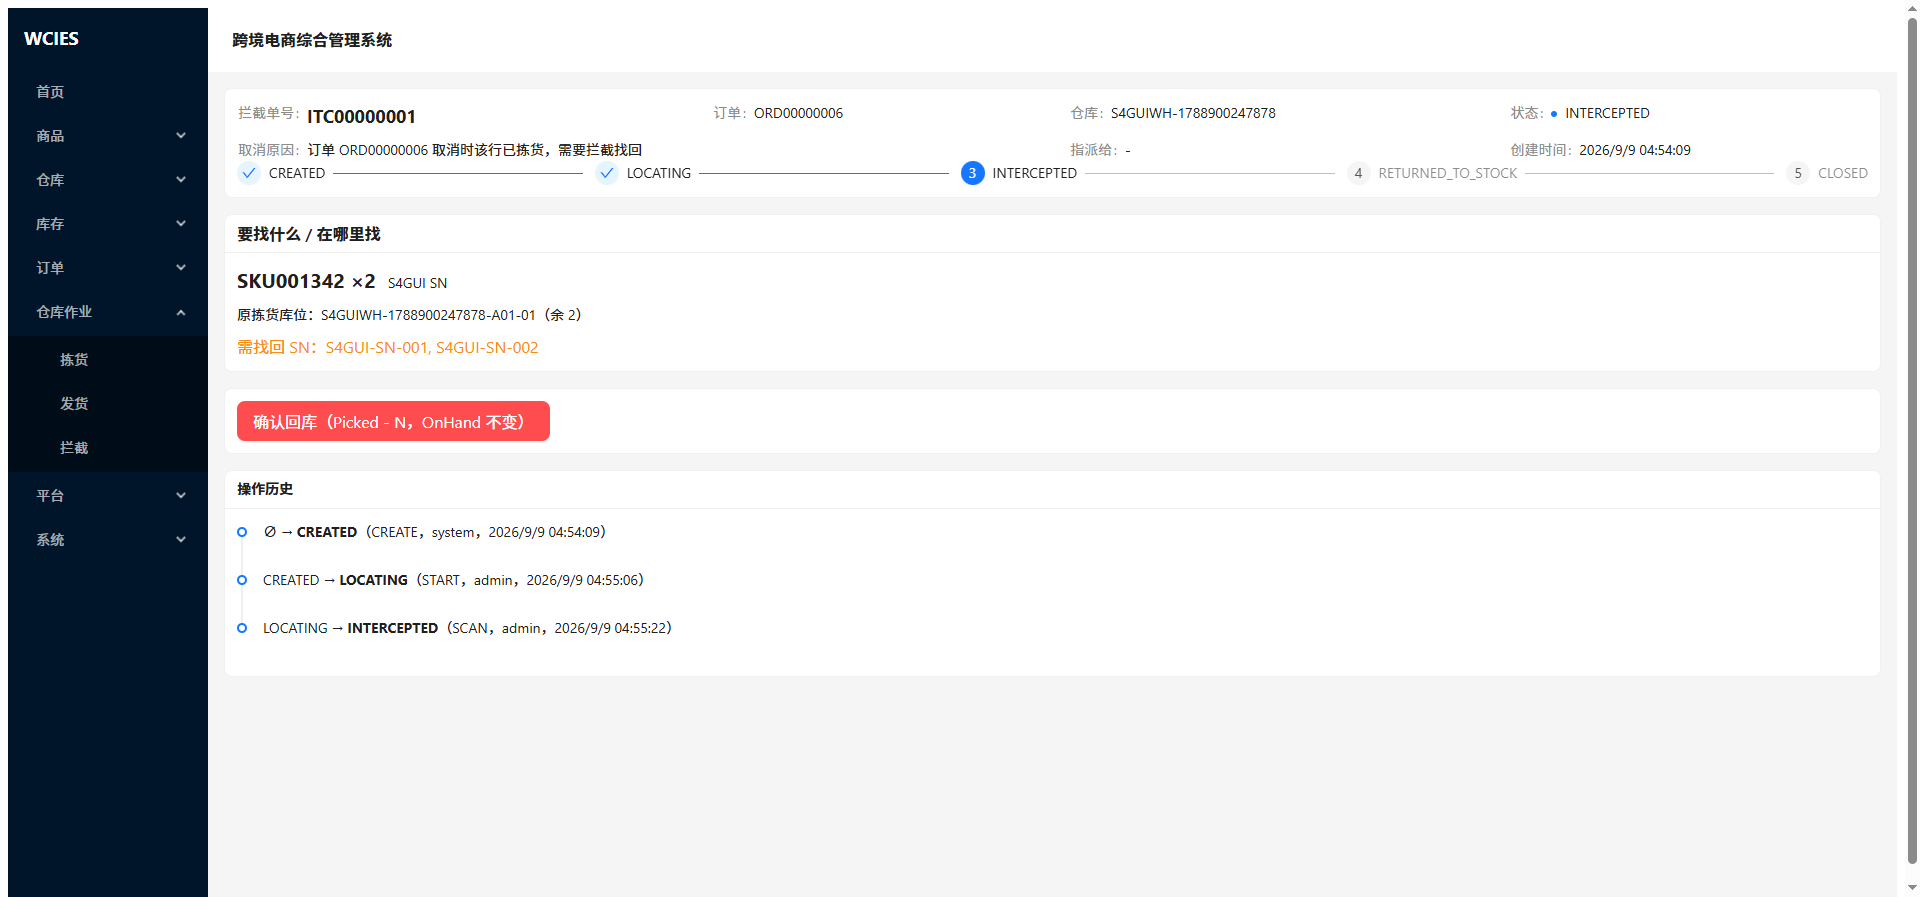 WCIES
跨境电商综合管理系统
首页
商品
仓库
库存
订单
仓库作业
拣货
发货
拦截
平台
系统
拦截单号： ITC00000001
订单： ORD00000006
仓库： S4GUIWH-1788900247878
状态： INTERCEPTED
取消原因： 订单 ORD00000006 取消时该行已拣货，需要拦截找回
指派给： -
创建时间： 2026/9/9 04:54:09
CREATED
LOCATING
3 INTERCEPTED
4 RETURNED_TO_STOCK
5 CLOSED
要找什么 / 在哪里找
SKU001342 ×2 S4GUI SN
原拣货库位：S4GUIWH-1788900247878-A01-01（余 2）
需找回 SN：S4GUI-SN-001, S4GUI-SN-002
确认回库（Picked - N，OnHand 不变）
操作历史
∅ → CREATED（CREATE，system，2026/9/9 04:54:09）
CREATED → LOCATING（START，admin，2026/9/9 04:55:06）
LOCATING → INTERCEPTED（SCAN，admin，2026/9/9 04:55:22）